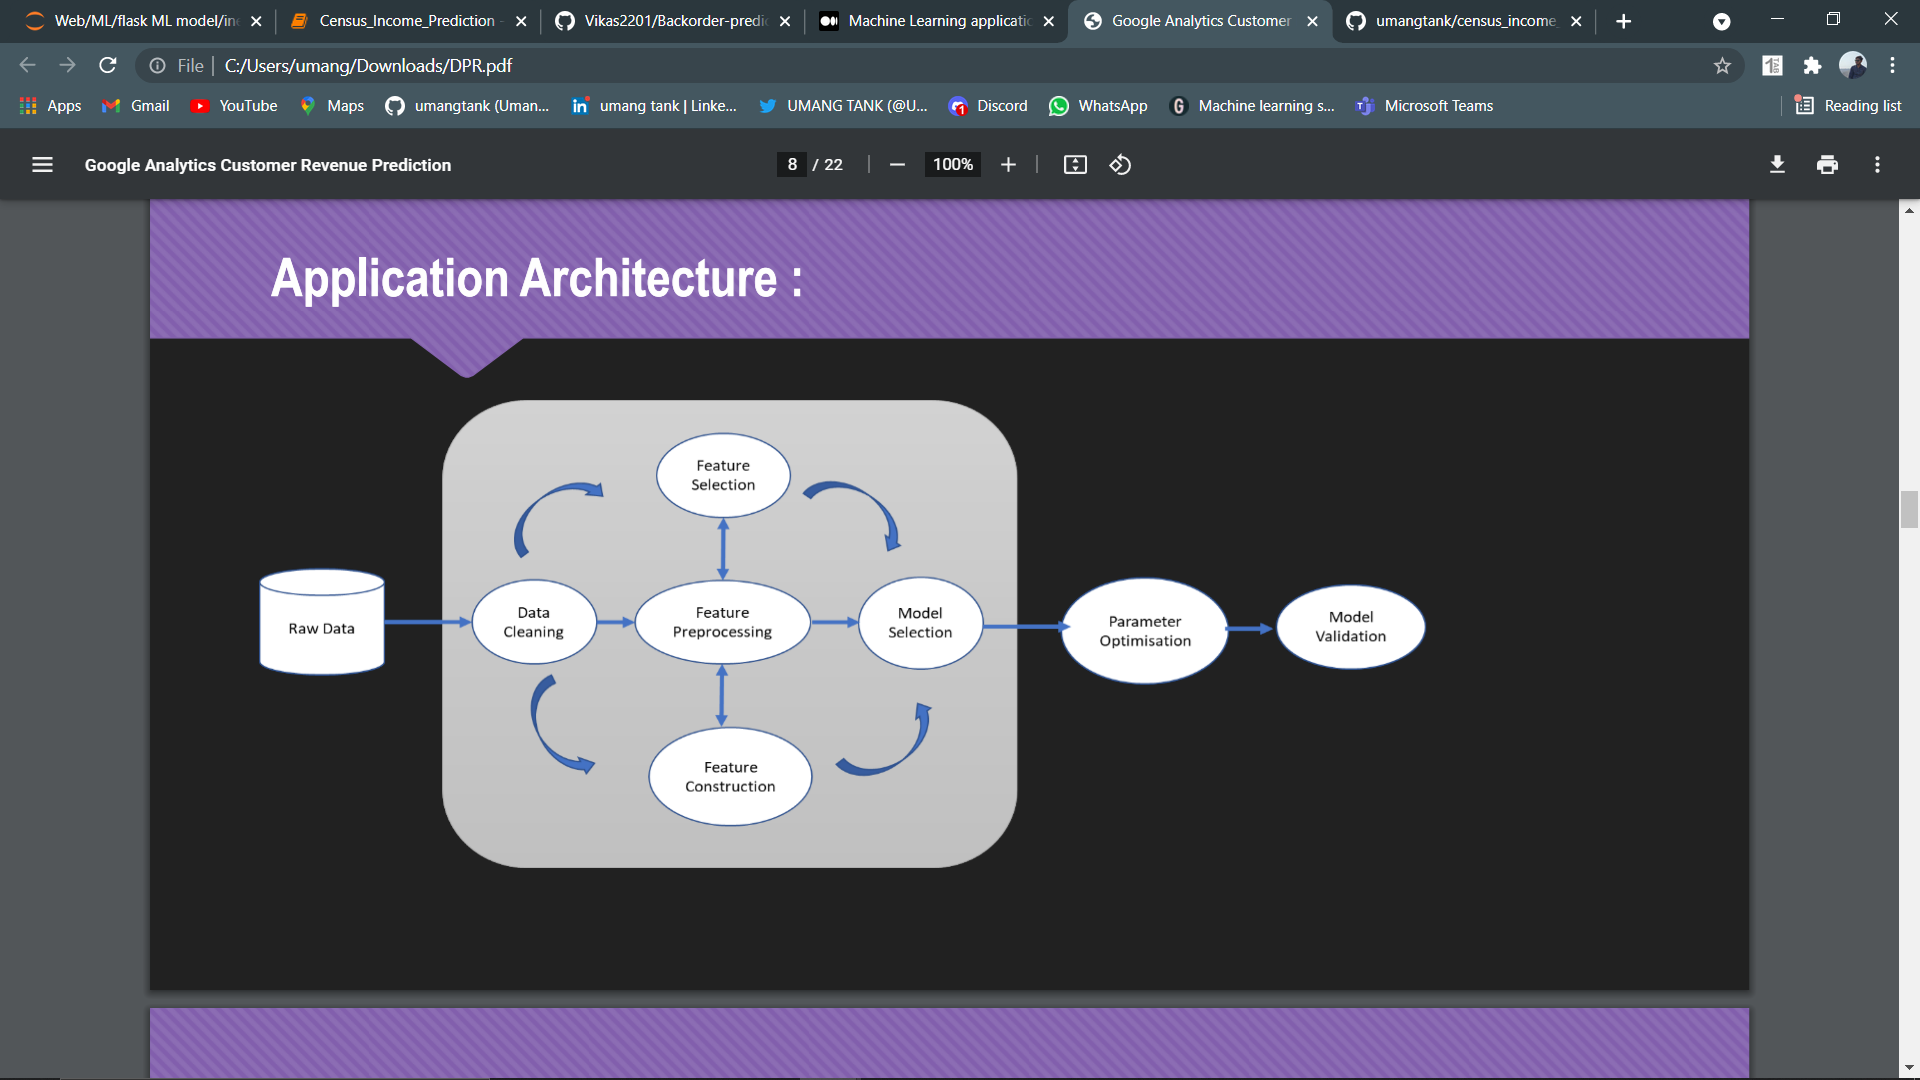 Web/ML/flask ML model/in
Census_Income_Prediction
Vikas2201/Backorder-predi
Machine Learning applicati
Google Analytics Customer
umangtank/census_income_
File
C:/Users/umang/Downloads/DPR.pdf
Apps
Gmail
YouTube
Maps
umangtank (Uman...
umang tank | Linke...
UMANG TANK (@U...
Discord
WhatsApp
Machine learning s...
Microsoft Teams
Reading list
Google Analytics Customer Revenue Prediction
8 / 22
100%
Application Architecture :
Feature
Selection
Raw Data
Data
Cleaning
Feature
Preprocessing
Model
Selection
Parameter
Optimisation
Model
Validation
Feature
Construction